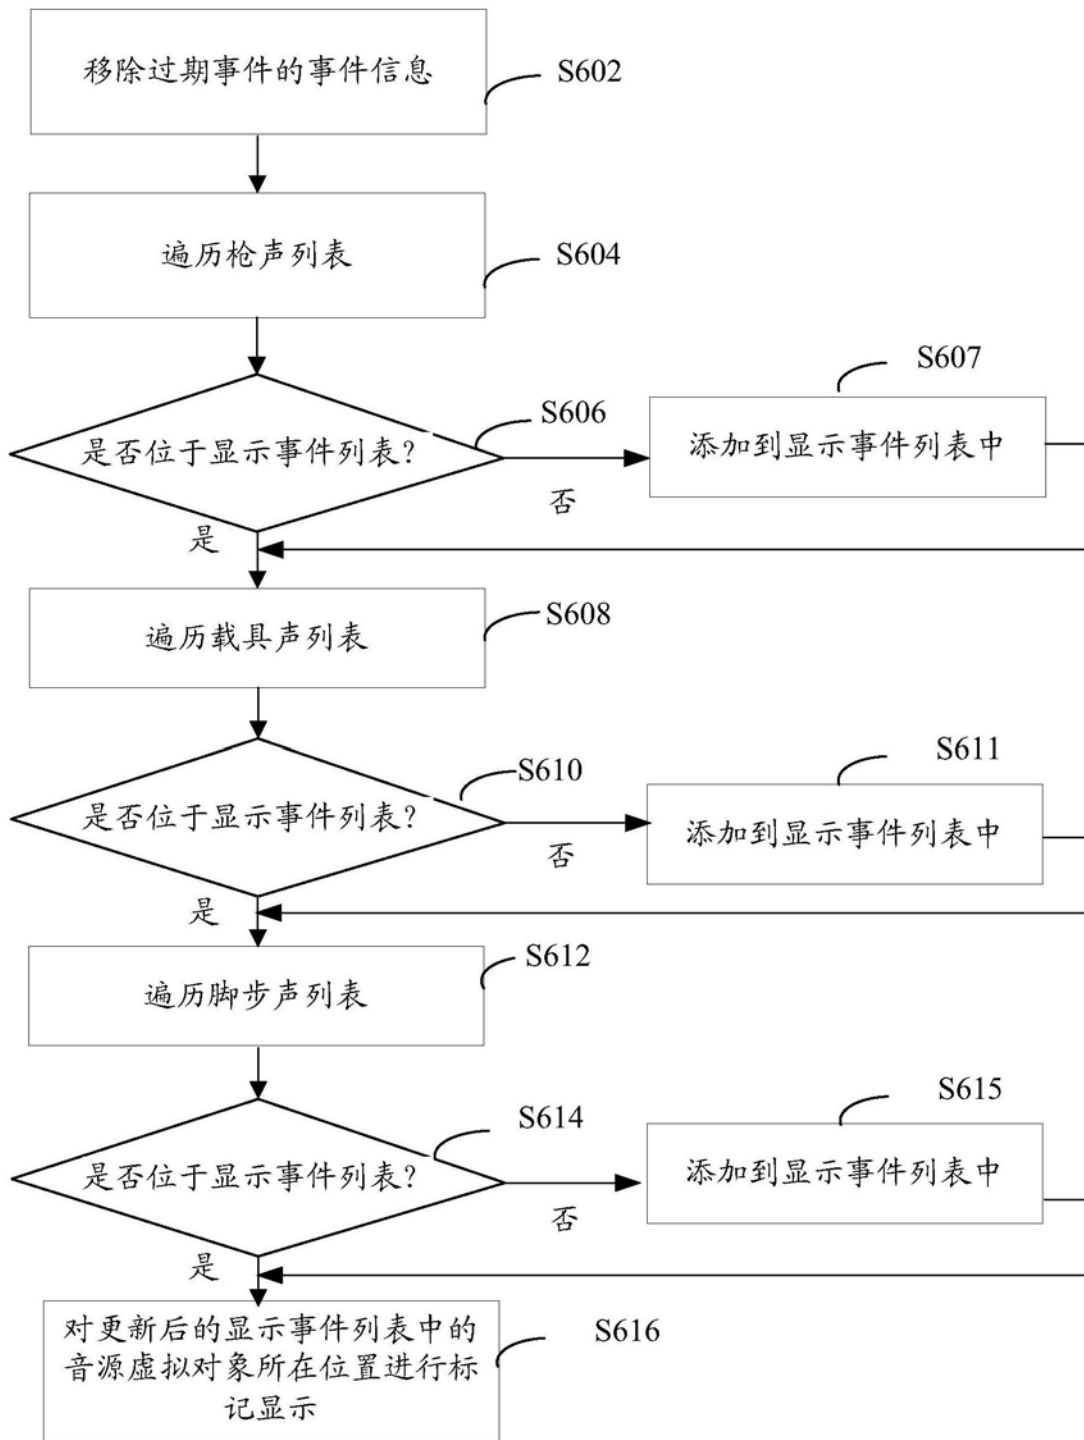 移除过期事件的事件信息
S602
遍历枪声列表
S604
是否位于显示事件列表?
S606
否
S607
添加到显示事件列表中
是
遍历载具声列表
S608
是否位于显示事件列表?
S610
否
S611
添加到显示事件列表中
是
遍历脚步声列表
S612
是否位于显示事件列表?
S614
否
S615
添加到显示事件列表中
是
对更新后的显示事件列表中的
音源虚拟对象所在位置进行标
记显示
S616